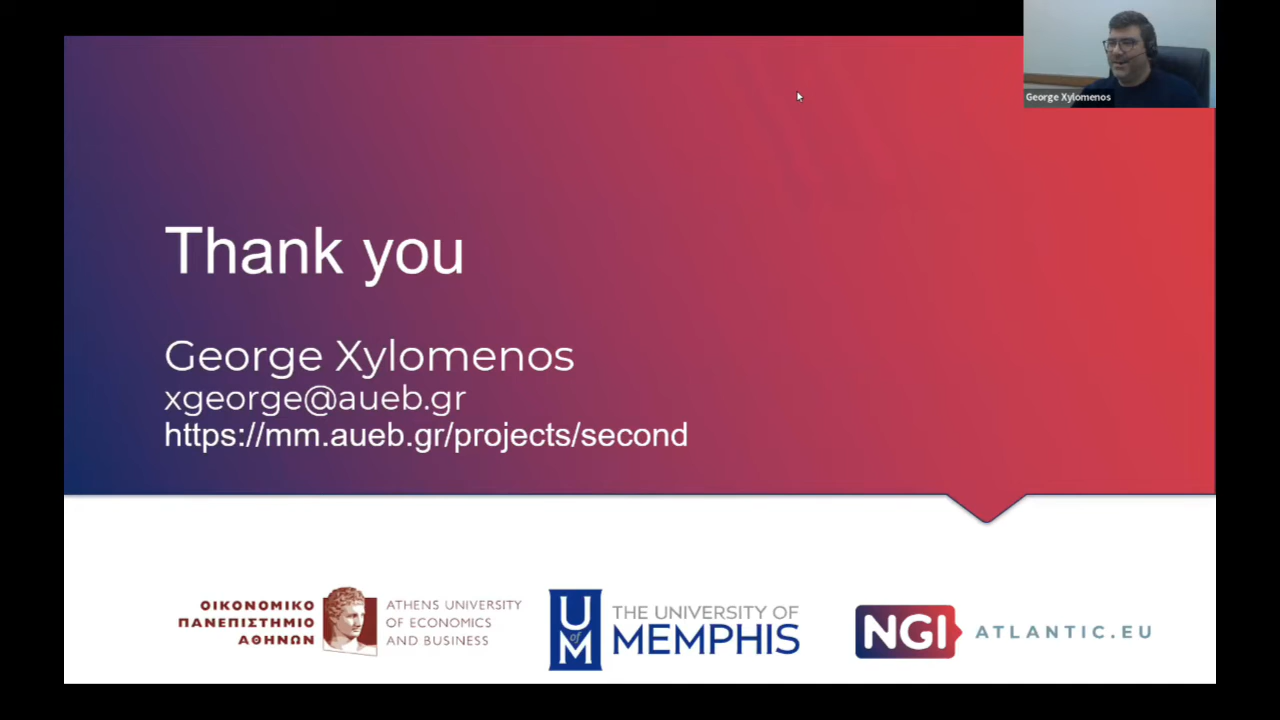 George Xylomenos
Thank you
George Xylomenos
xgeorge@aueb.gr
https://mm.aueb.gr/projects/second
ΟΙΚΟΝΟΜΙΚΟ
ΠΑΝΕΠΙΣΤΗΜΙΟ
ΑΘΗΝΩΝ
ATHENS UNIVERSITY
OF ECONOMICS
AND BUSINESS
U
of
M
THE UNIVERSITY OF
MEMPHIS
NGI ATLANTIC.EU